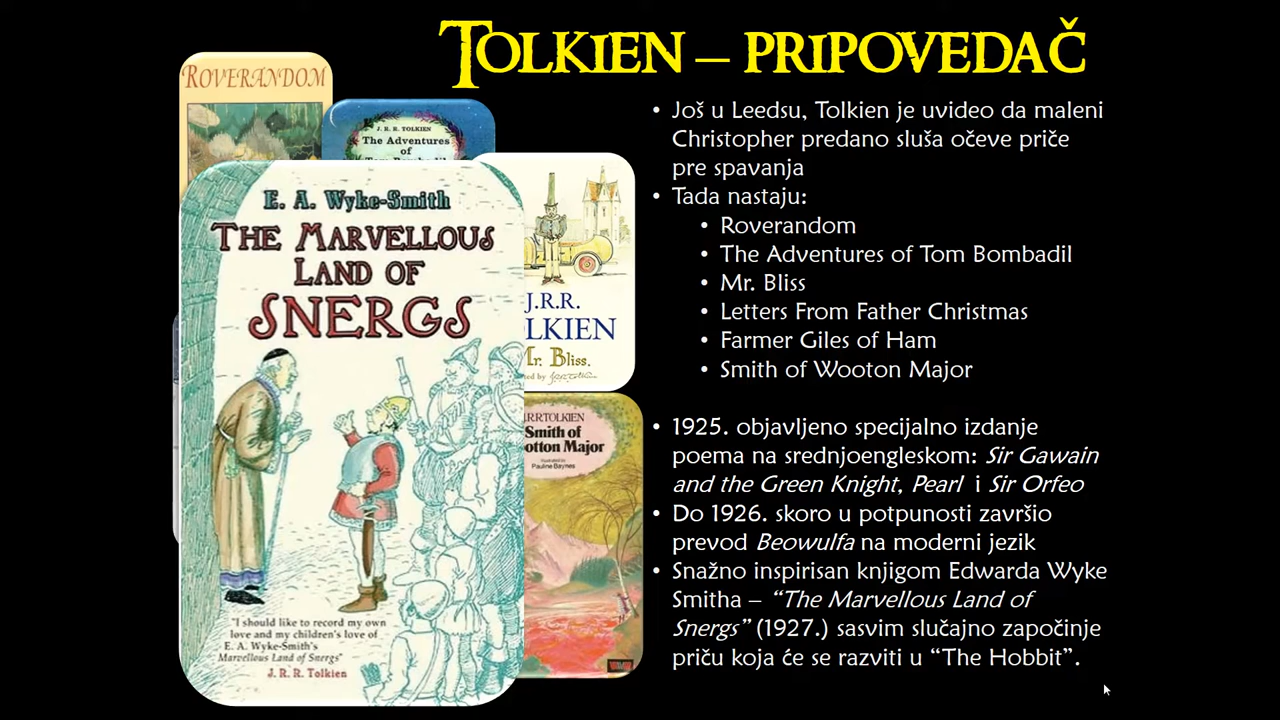 TOLKIEN – PRIPOVEDAČ
ROVERANDOM
J. R. R. TOLKIEN
The Adventures
of
Tom Bombadil
E. A. Wyke-Smith
THE MARVELLOUS
LAND OF
SNERGS
"I should like to record my own
love and my children's love of
E. A. Wyke-Smith's
Marvellous Land of Snergs"
J. R. R. Tolkien
J.R.R.
LKIEN
Mr. Bliss.
R.R.TOLKIEN
Smith of
otton Major
Illustrated by
Pauline Baynes
• Još u Leedsu, Tolkien je uvideo da maleni
Christopher predano sluša očeve priče
pre spavanja
• Tada nastaju:
• Roverandom
• The Adventures of Tom Bombadil
• Mr. Bliss
• Letters From Father Christmas
• Farmer Giles of Ham
• Smith of Wooton Major
• 1925. objavljeno specijalno izdanje
poema na srednjoengleskom: Sir Gawain
and the Green Knight, Pearl i Sir Orfeo
• Do 1926. skoro u potpunosti završio
prevod Beowulfa na moderni jezik
• Snažno inspirisan knjigom Edwarda Wyke
Smitha – “The Marvellous Land of
Snergs” (1927.) sasvim slučajno započinje
priču koja će se razviti u “The Hobbit”.